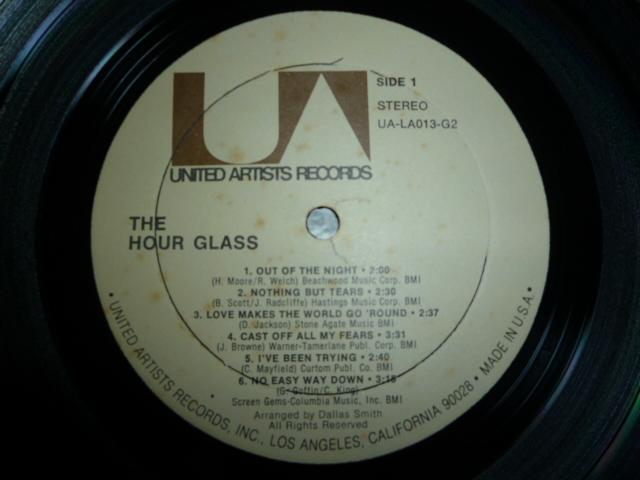 SIDE 1
STEREO
UA-LA013-G2
UA
UNITED ARTISTS RECORDS
THE
HOUR GLASS
1. OUT OF THE NIGHT • 2:00
(H. Moore/R. Welch) Beachwood Music Corp. BMI
2. NOTHING BUT TEARS • 2:30
(B. Scott/J. Radcliffe) Hastings Music Corp. BMI
3. LOVE MAKES THE WORLD GO 'ROUND • 2:37
(D. Jackson) Stone Agate Music BMI
4. CAST OFF ALL MY FEARS • 3:31
(J. Browne) Warner-Tamerlane Publ. Corp. BMI
5. I'VE BEEN TRYING • 2:40
(C. Mayfield) Curtom Publ. Co. BMI
6. NO EASY WAY DOWN • 3:15
(G. Goffin/C. King)
Screen Gems-Columbia Music, Inc. BMI
Arranged by Dallas Smith
All Rights Reserved
• UNITED ARTISTS RECORDS, INC., LOS ANGELES, CALIFORNIA 90028 • MADE IN U.S.A. •